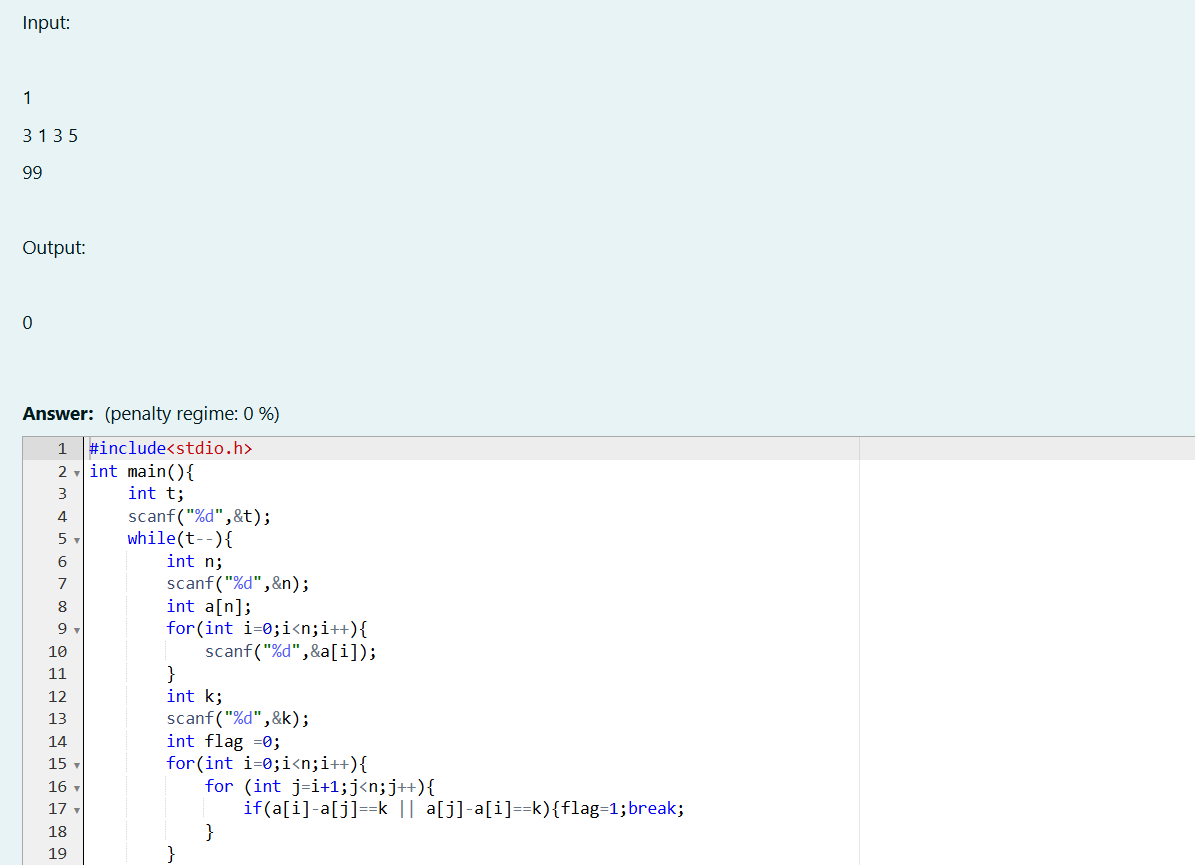 Input:
1
3 1 3 5
99
Output:
0
Answer: (penalty regime: 0 %)
1 #include<stdio.h>
2 int main(){
3     int t;
4     scanf("%d",&t);
5     while(t--){
6         int n;
7         scanf("%d",&n);
8         int a[n];
9         for(int i=0;i<n;i++){
10             scanf("%d",&a[i]);
11         }
12         int k;
13         scanf("%d",&k);
14         int flag =0;
15         for(int i=0;i<n;i++){
16             for (int j=i+1;j<n;j++){
17                 if(a[i]-a[j]==k || a[j]-a[i]==k){flag=1;break;
18             }
19         }